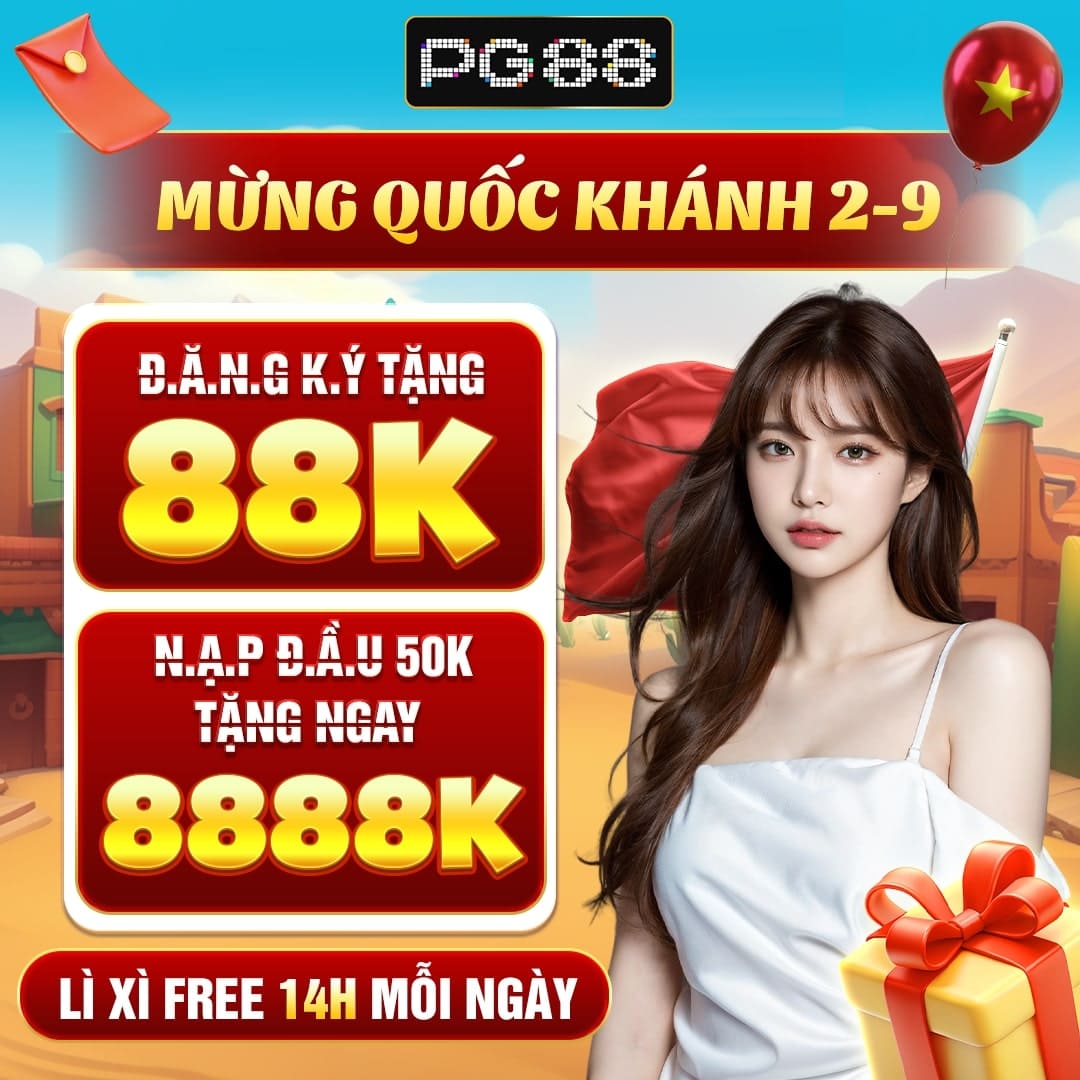 PG88
MỪNG QUỐC KHÁNH 2-9
Đ.Ă.N.G K.Ý TẶNG
88K
N.Ạ.P Đ.Ầ.U 50K
TẶNG NGAY
8888K
LÌ XÌ FREE 14H MỖI NGÀY